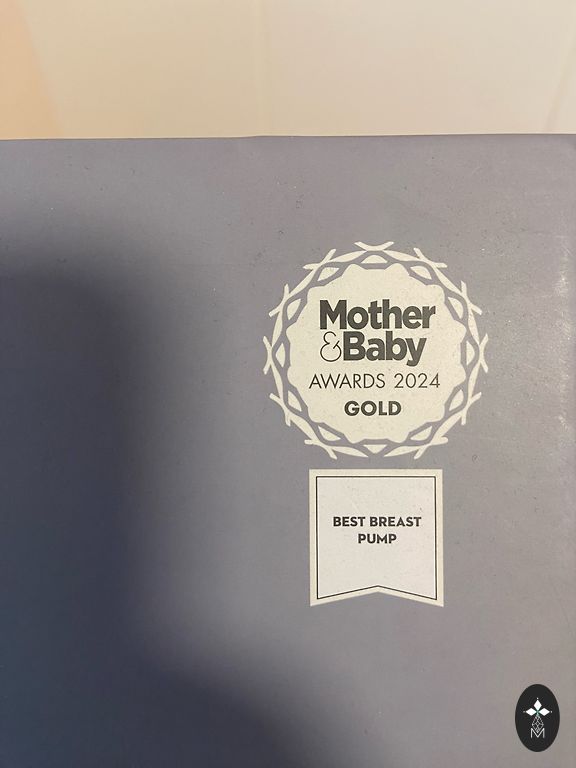 Mother
&Baby
AWARDS 2024
GOLD
BEST BREAST
PUMP
M